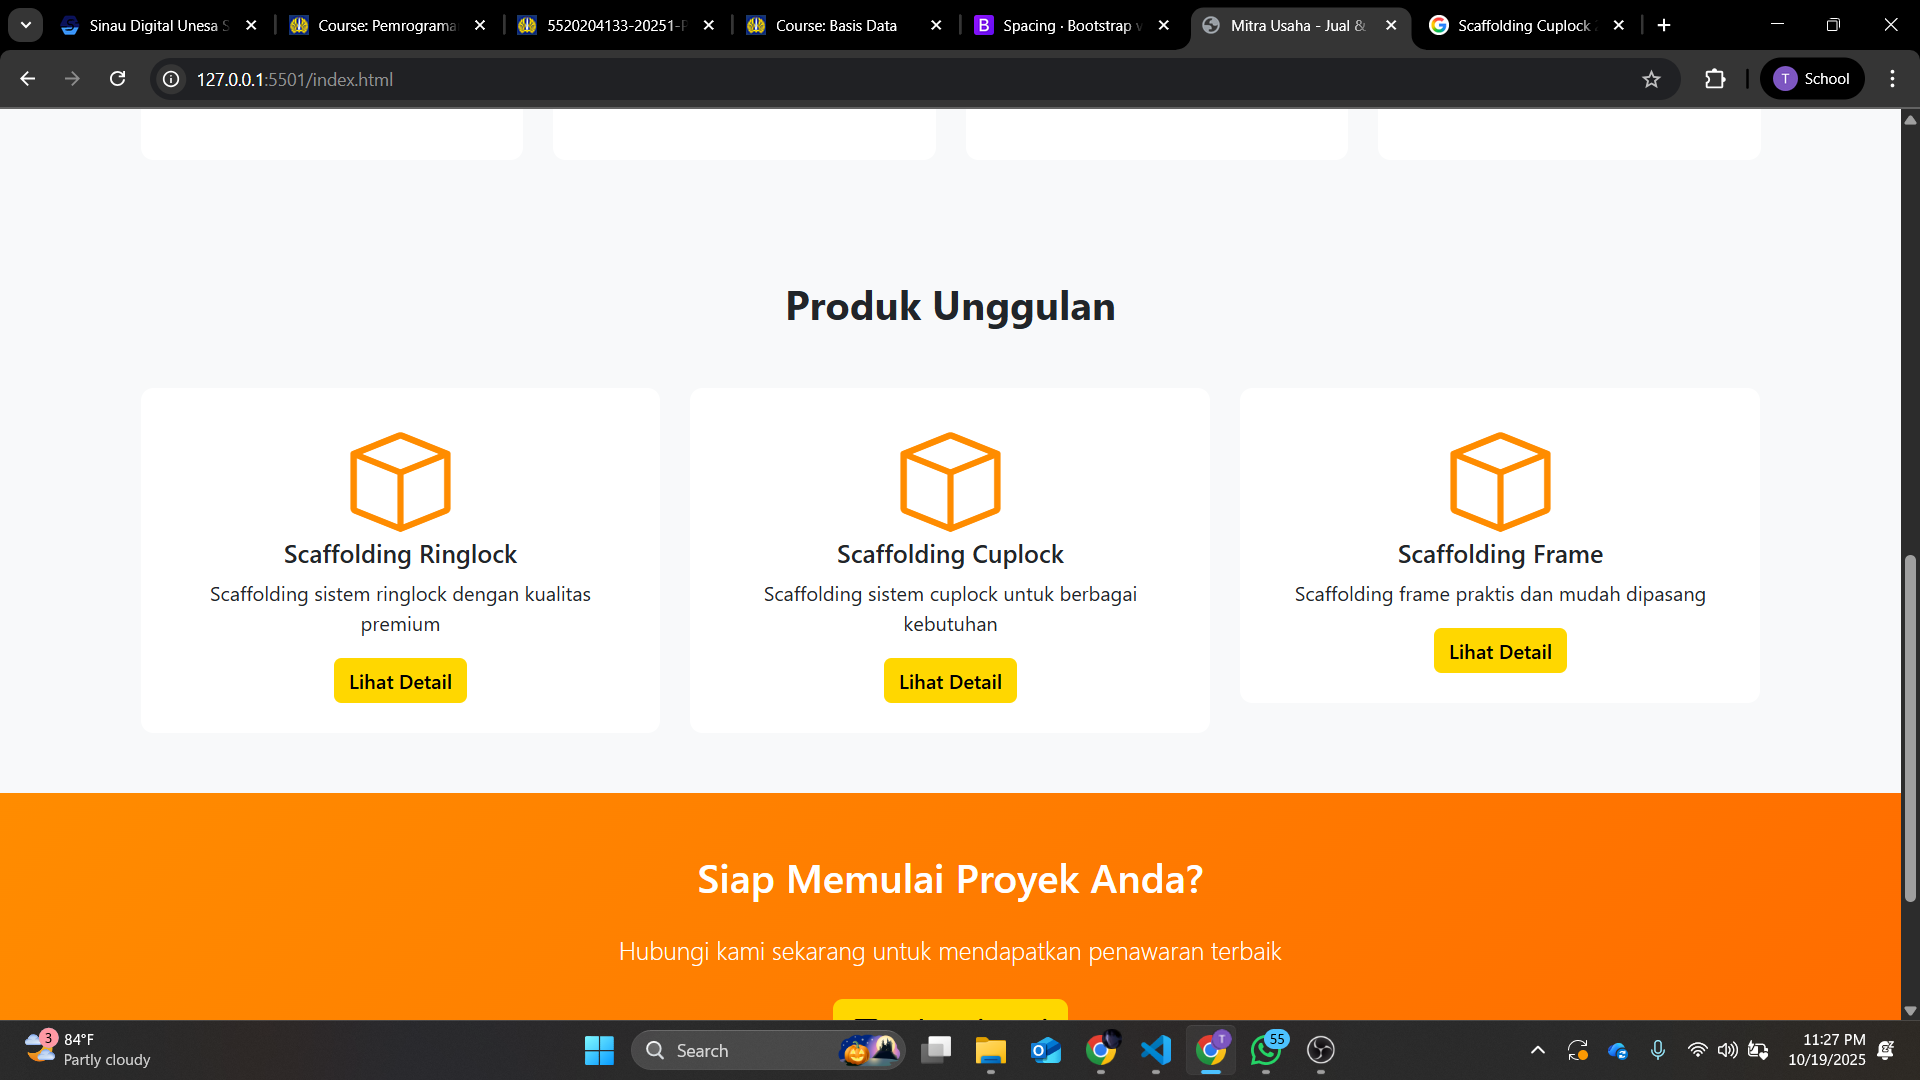 Sinau Digital Unesa
Course: Pemrograma
5520204133-20251-P
Course: Basis Data
Spacing · Bootstrap v
Mitra Usaha - Jual &
Scaffolding Cuplock
127.0.0.1:5501/index.html
T
School
Produk Unggulan
Scaffolding Ringlock
Scaffolding sistem ringlock dengan kualitas
premium
Lihat Detail
Scaffolding Cuplock
Scaffolding sistem cuplock untuk berbagai
kebutuhan
Lihat Detail
Scaffolding Frame
Scaffolding frame praktis dan mudah dipasang
Lihat Detail
Siap Memulai Proyek Anda?
Hubungi kami sekarang untuk mendapatkan penawaran terbaik
3
84°F
Partly cloudy
Search
T
55
11:27 PM
10/19/2025